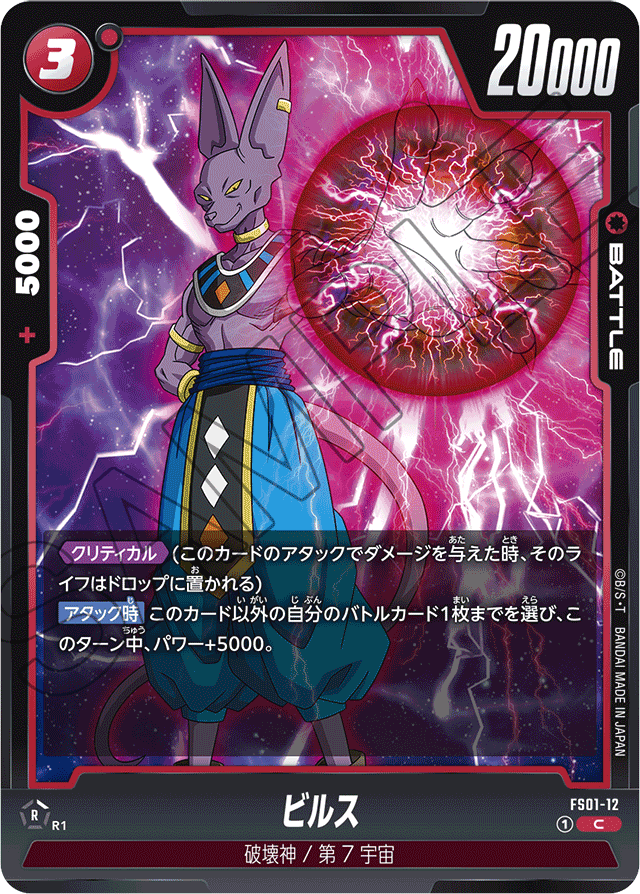 3
20000
+ 5000
BATTLE
SAMPLE
クリティカル (このカードのアタックでダメージを与えた時、そのラ
イフはドロップに置かれる)
アタック時 このカード以外の自分のバトルカード1枚までを選び、こ
のターン中、パワー+5000。
©B/S・T BANDAI MADE IN JAPAN
ビルス
FS01-12
R R1
1 C
破壊神 / 第7宇宙